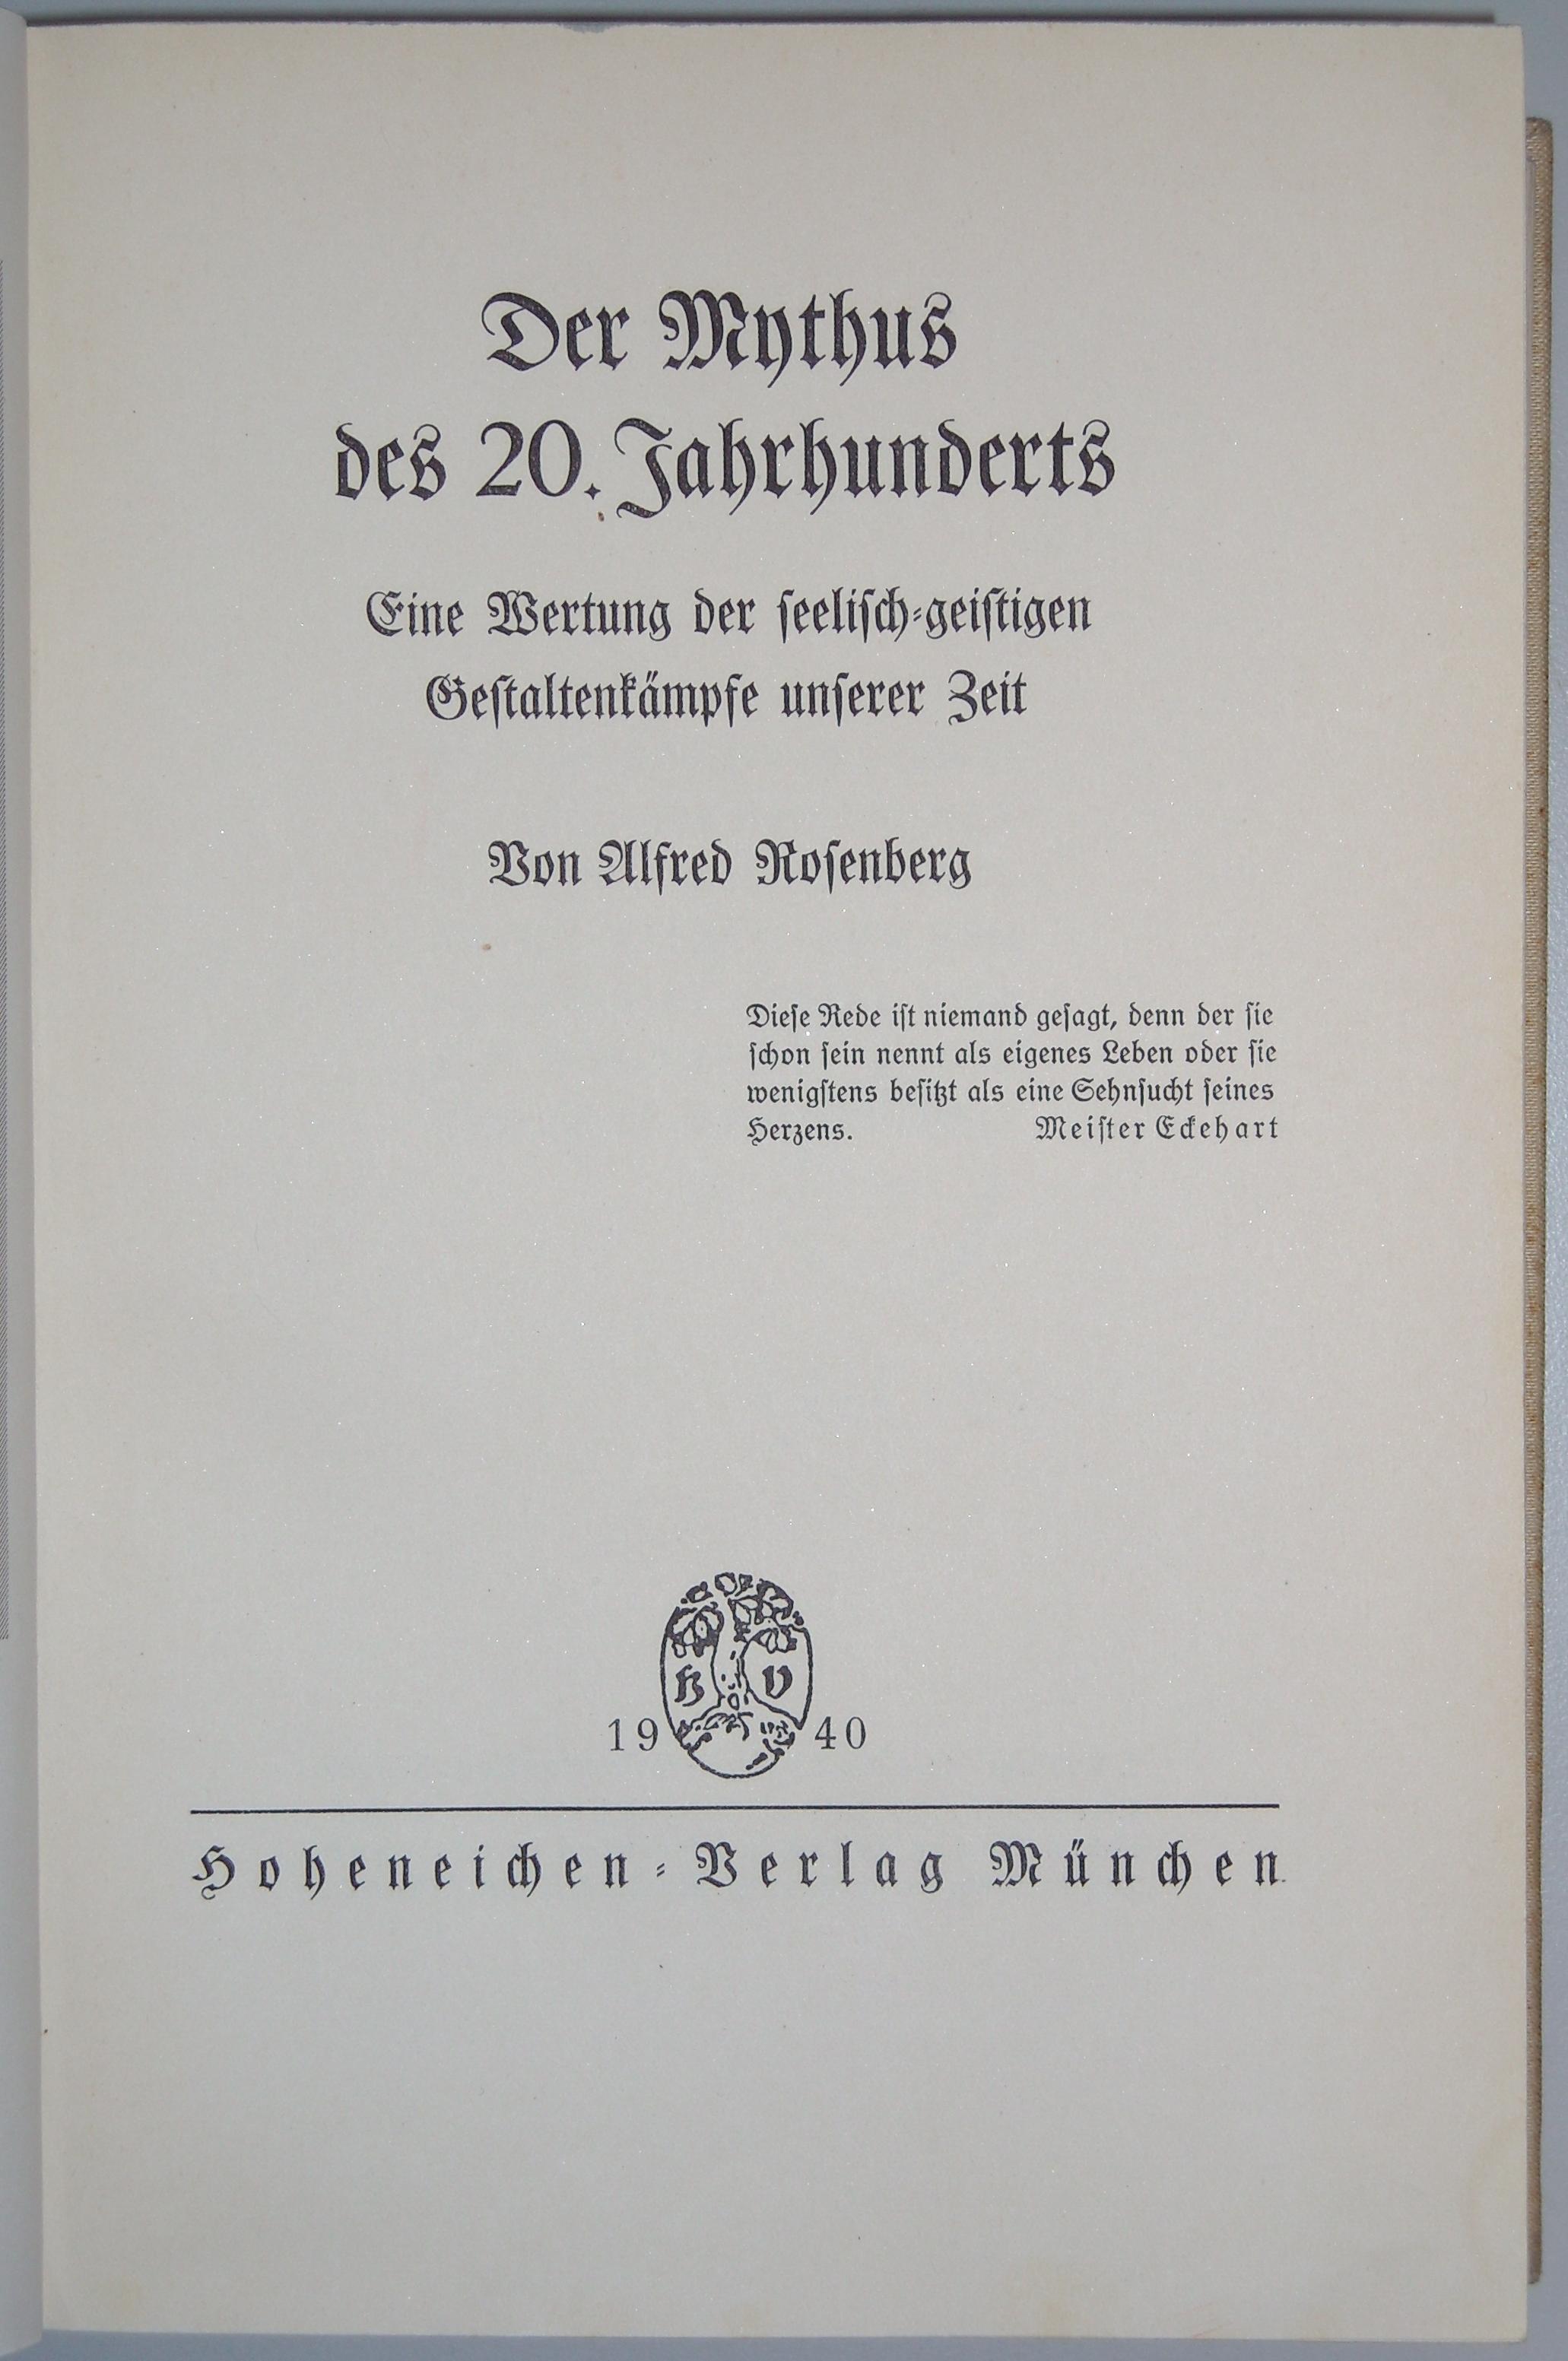 Der Mythus
des 20. Jahrhunderts
Eine Wertung der seelisch-geistigen
Gestaltenkämpfe unserer Zeit
Von Alfred Rosenberg
Diese Rede ist niemand gesagt, denn der sie
schon sein nennt als eigenes Leben oder sie
wenigstens besitzt als eine Sehnsucht seines
Herzens. Meister Eckehart
H V
19 40
Hoheneichen-Verlag München